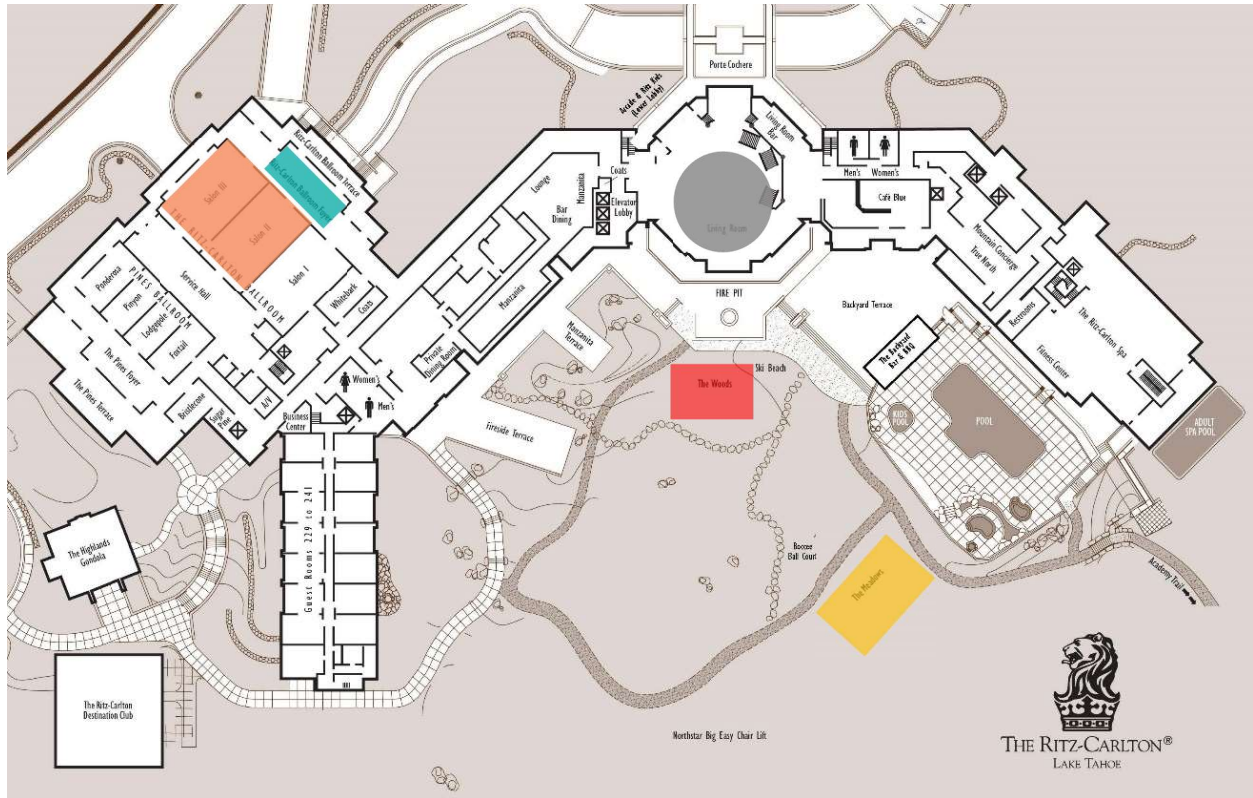 Porte Cochere
Arcade & Ritz Kids
(Lower Lobby)
Living Room
Bar
Ritz-Carlton Ballroom Terrace
Ritz-Carlton Ballroom Foyer
Salon III
Salon II
Salon I
THE RITZ-CARLTON BALLROOM
Lounge
Manzanita
Coats
Elevator
Lobby
Bar
Dining
Living Room
Men's
Women's
Café Blue
Mountain Concierge
True North
Ponderosa
PINES BALLROOM
Pinyon
Lodgepole
Foxtail
Service Hall
Whitebark
Coats
Manzanita
Private
Dining Room
Manzanita
Terrace
FIRE PIT
Backyard Terrace
Restrooms
The Ritz-Carlton Spa
Fitness Center
The Backyard
Bar & BBQ
The Pines Foyer
The Pines Terrace
Bristlecone
Sugar
Pine
A/V
Women's
Men's
Business
Center
Fireside Terrace
The Woods
Ski Beach
KIDS
POOL
POOL
ADULT
SPA POOL
Guest Rooms 229 to 241
The Highlands
Gondola
Boccee
Ball Court
The Meadows
Academy Trail
The Ritz-Carlton
Destination Club
Northstar Big Easy Chair Lift
THE RITZ-CARLTON®
LAKE TAHOE